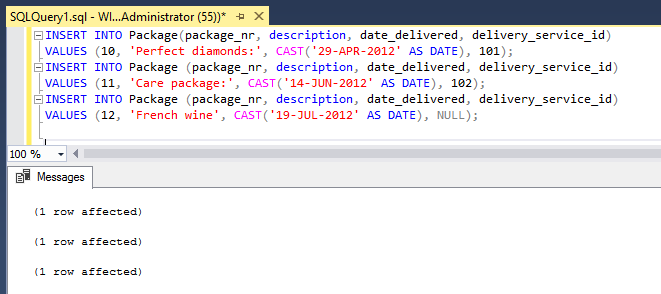 SQLQuery1.sql - WI...Administrator (55))*
INSERT INTO Package(package_nr, description, date_delivered, delivery_service_id)
VALUES (10, 'Perfect diamonds:', CAST('29-APR-2012' AS DATE), 101);
INSERT INTO Package (package_nr, description, date_delivered, delivery_service_id)
VALUES (11, 'Care package:', CAST('14-JUN-2012' AS DATE), 102);
INSERT INTO Package (package_nr, description, date_delivered, delivery_service_id)
VALUES (12, 'French wine', CAST('19-JUL-2012' AS DATE), NULL);
100 %
Messages
(1 row affected)
(1 row affected)
(1 row affected)